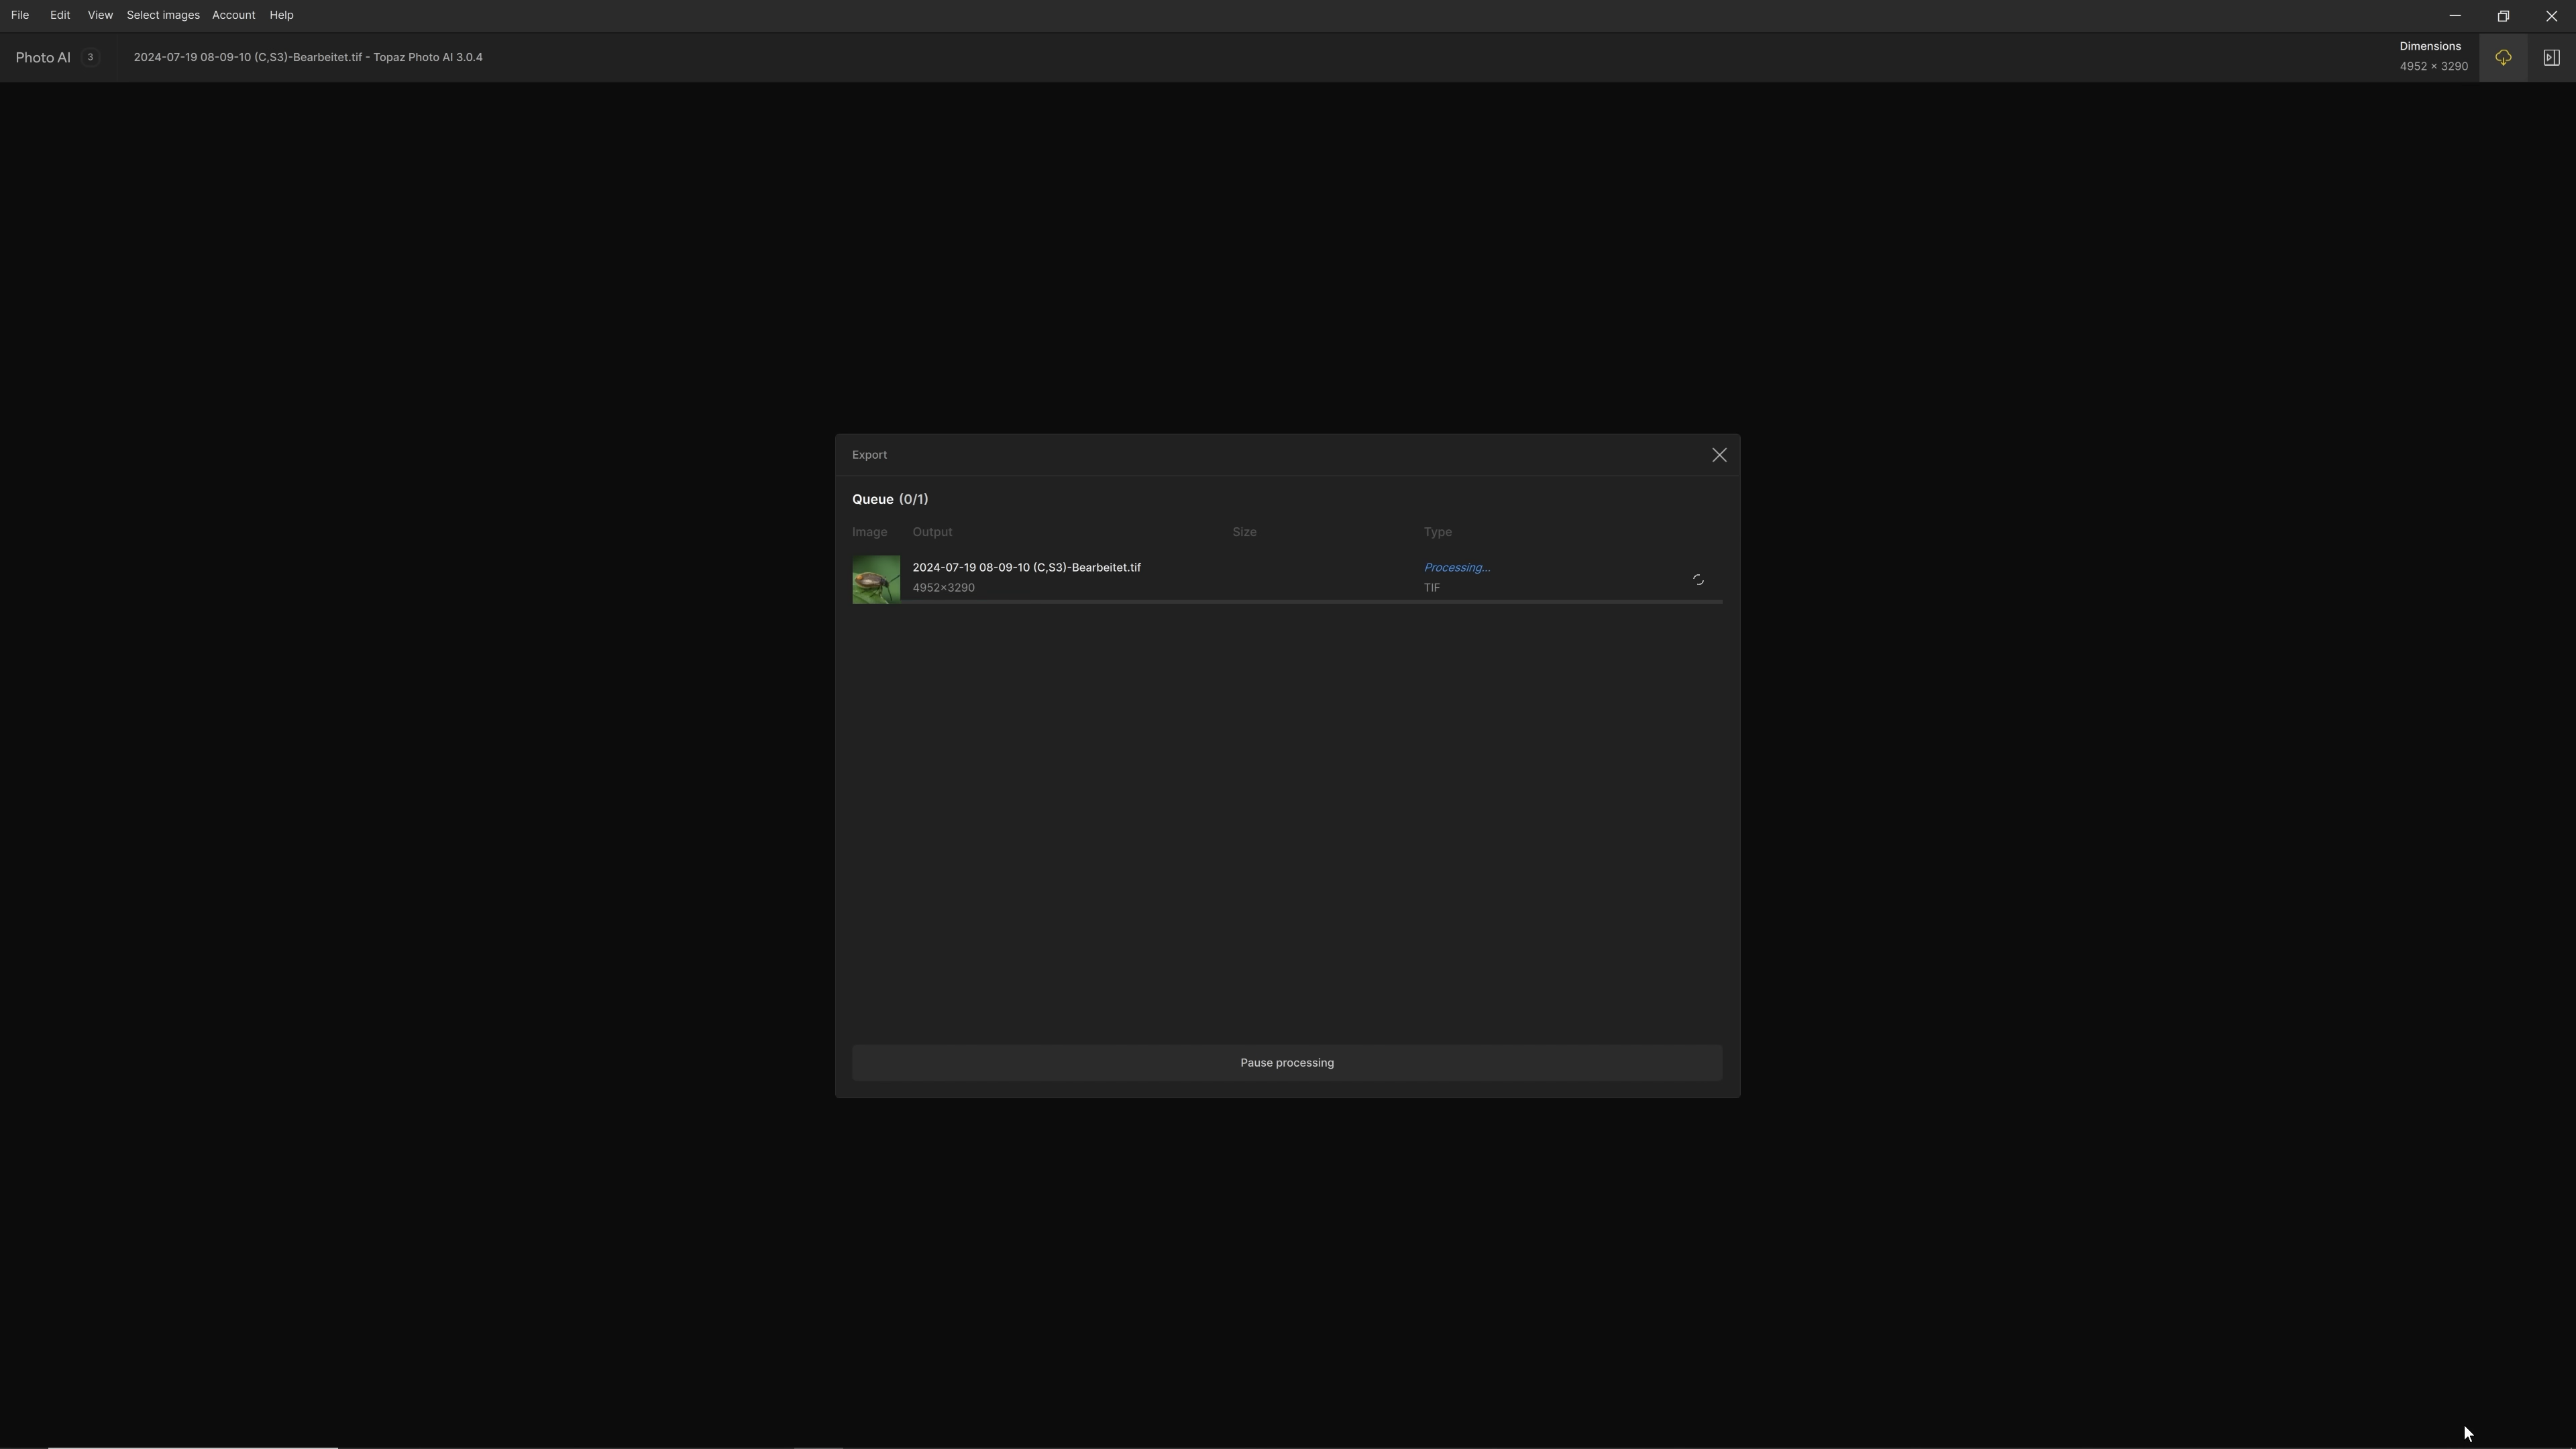 File Edit View Select images Account Help
Photo AI 3 2024-07-19 08-09-10 (C,S3)-Bearbeitet.tif - Topaz Photo AI 3.0.4
Dimensions
4952 × 3290
Export
Queue (0/1)
Image Output Size Type
2024-07-19 08-09-10 (C,S3)-Bearbeitet.tif Processing...
4952×3290 TIF
Pause processing